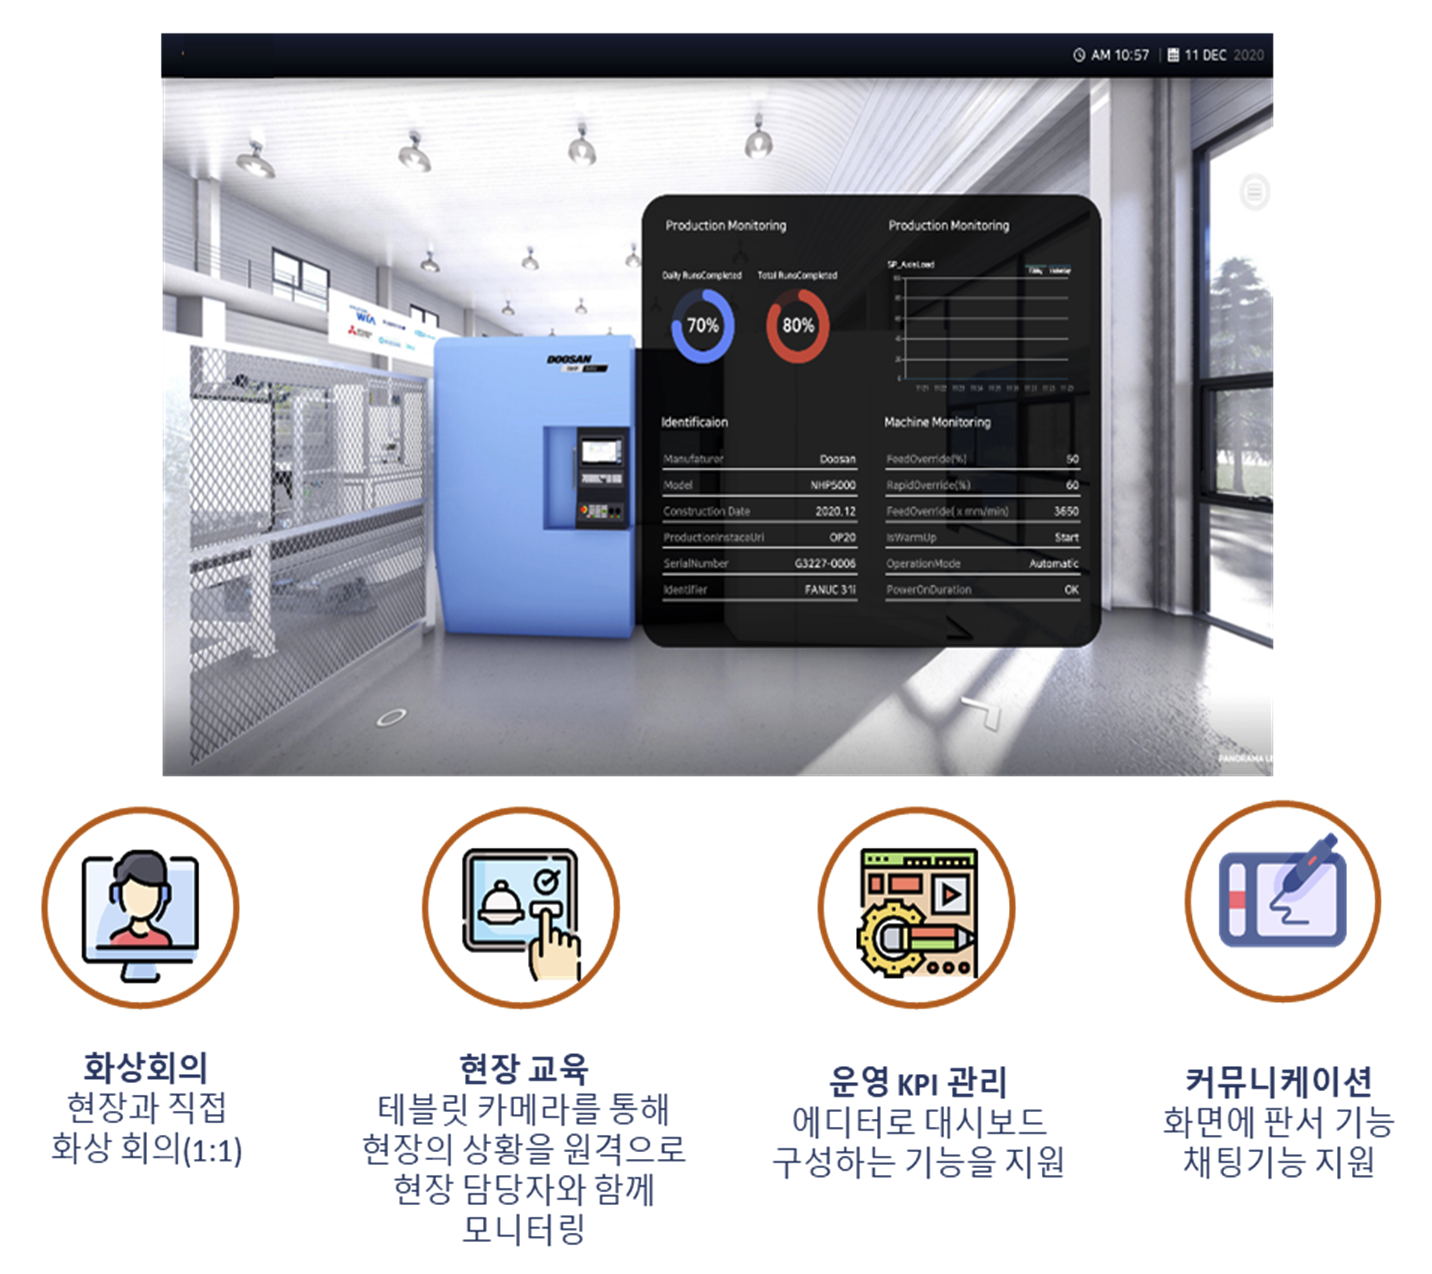 AM 10:57 | 11 DEC 2020
WIA
DOOSAN
Production Monitoring
Daily RunsCompleted
Total RunsCompleted
70%
80%
Production Monitoring
SP_AxisLoad
Identificaion
Manufaturer Doosan
Model NHP5000
Construction Date 2020.12
ProductionInstaceUri OP20
SerialNumber G3227-0006
Identifier FANUC 31i
Machine Monitoring
FeedOverride(%) 50
RapidOverride(%) 60
FeedOverride( x mm/min) 3650
IsWarmUp Start
OperationMode Automatic
PowerOnDuration OK
PANORAMA
화상회의
현장과 직접
화상 회의(1:1)
현장 교육
테블릿 카메라를 통해
현장의 상황을 원격으로
현장 담당자와 함께
모니터링
운영 KPI 관리
에디터로 대시보드
구성하는 기능을 지원
커뮤니케이션
화면에 판서 기능
채팅기능 지원